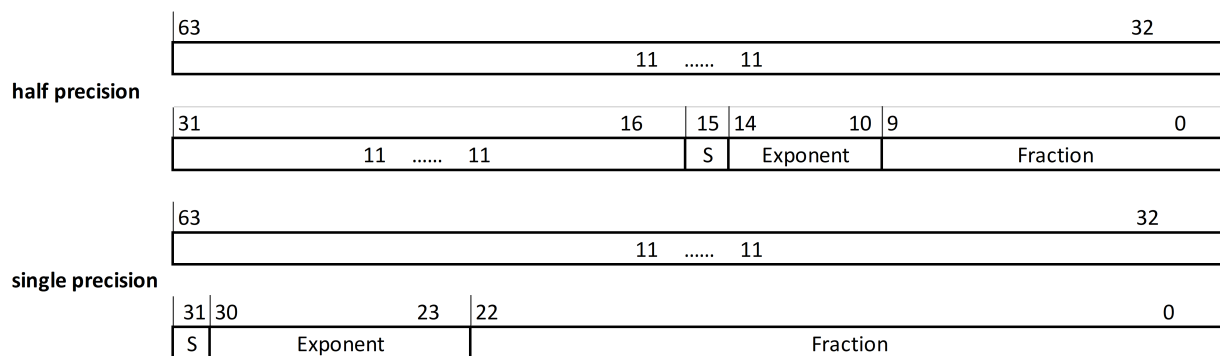 63 32
11 ...... 11
half precision
31 16 15 14 10 9 0
11 ...... 11 S Exponent Fraction
63 32
11 ...... 11
single precision
31 30 23 22 0
S Exponent Fraction